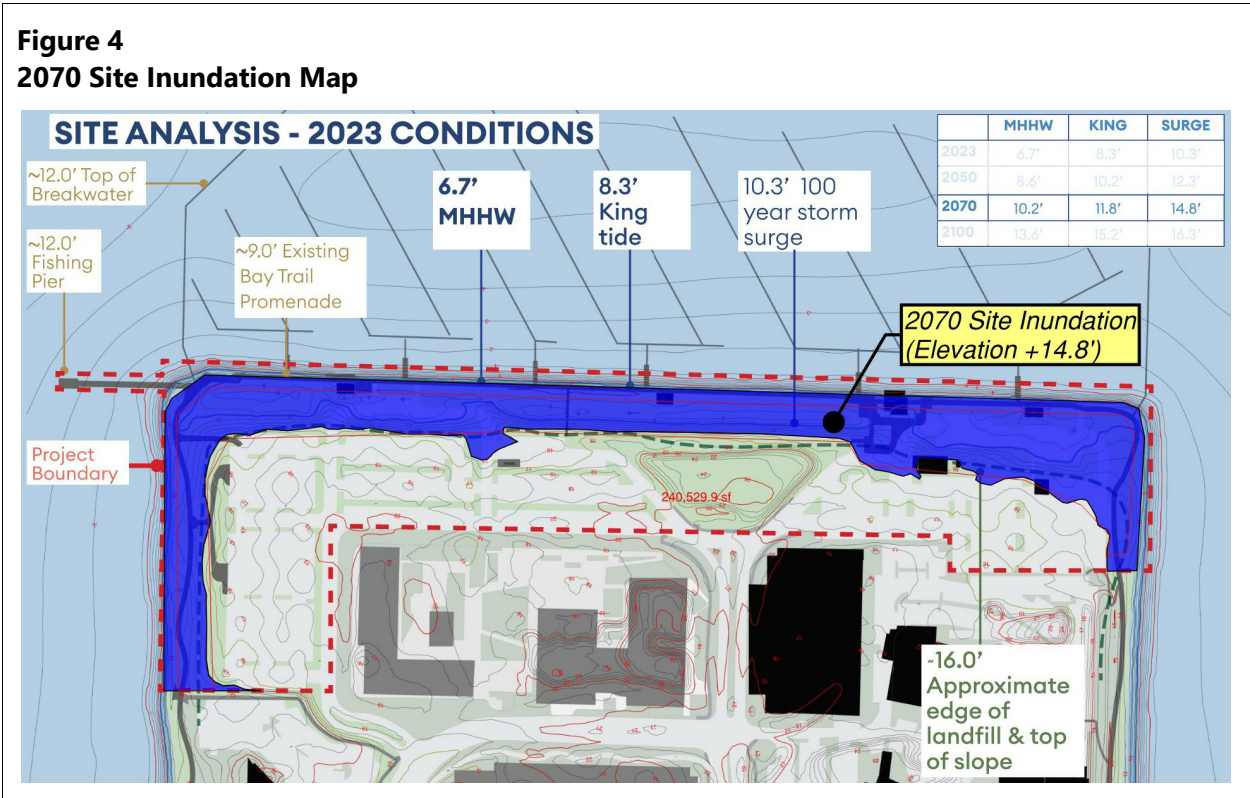 Figure 4
2070 Site Inundation Map
SITE ANALYSIS - 2023 CONDITIONS
MHHW KING SURGE
2023 6.7' 8.3' 10.3'
2050 8.6' 10.2' 12.3'
2070 10.2' 11.8' 14.8'
2100 13.6' 15.2' 16.3'
~12.0' Top of
Breakwater
6.7'
MHHW
8.3'
King
tide
10.3' 100
year storm
surge
~12.0'
Fishing
Pier
~9.0' Existing
Bay Trail
Promenade
2070 Site Inundation
(Elevation +14.8')
Project
Boundary
240,529.9 sf
~16.0'
Approximate
edge of
landfill & top
of slope